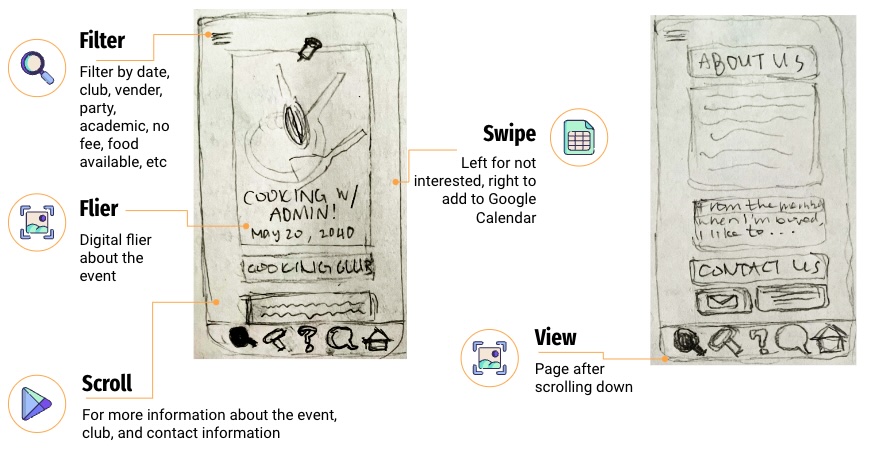 Filter
Filter by date,
club, vender,
party,
academic, no
fee, food
available, etc
Flier
Digital flier
about the
event
Scroll
For more information about the event,
club, and contact information
COOKING W/
ADMIN!
May 20, 2040
COOKING CLUB
Swipe
Left for not
interested, right to
add to Google
Calendar
View
Page after
scrolling down
ABOUT US
From the members
when I'm bored,
I like to...
CONTACT US